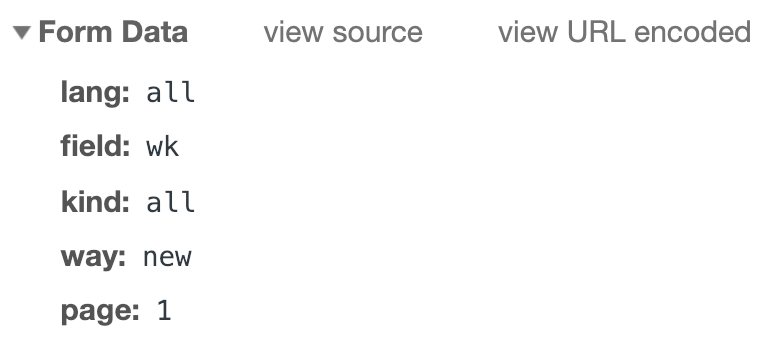 ▼ Form Data view source view URL encoded
lang: all
field: wk
kind: all
way: new
page: 1